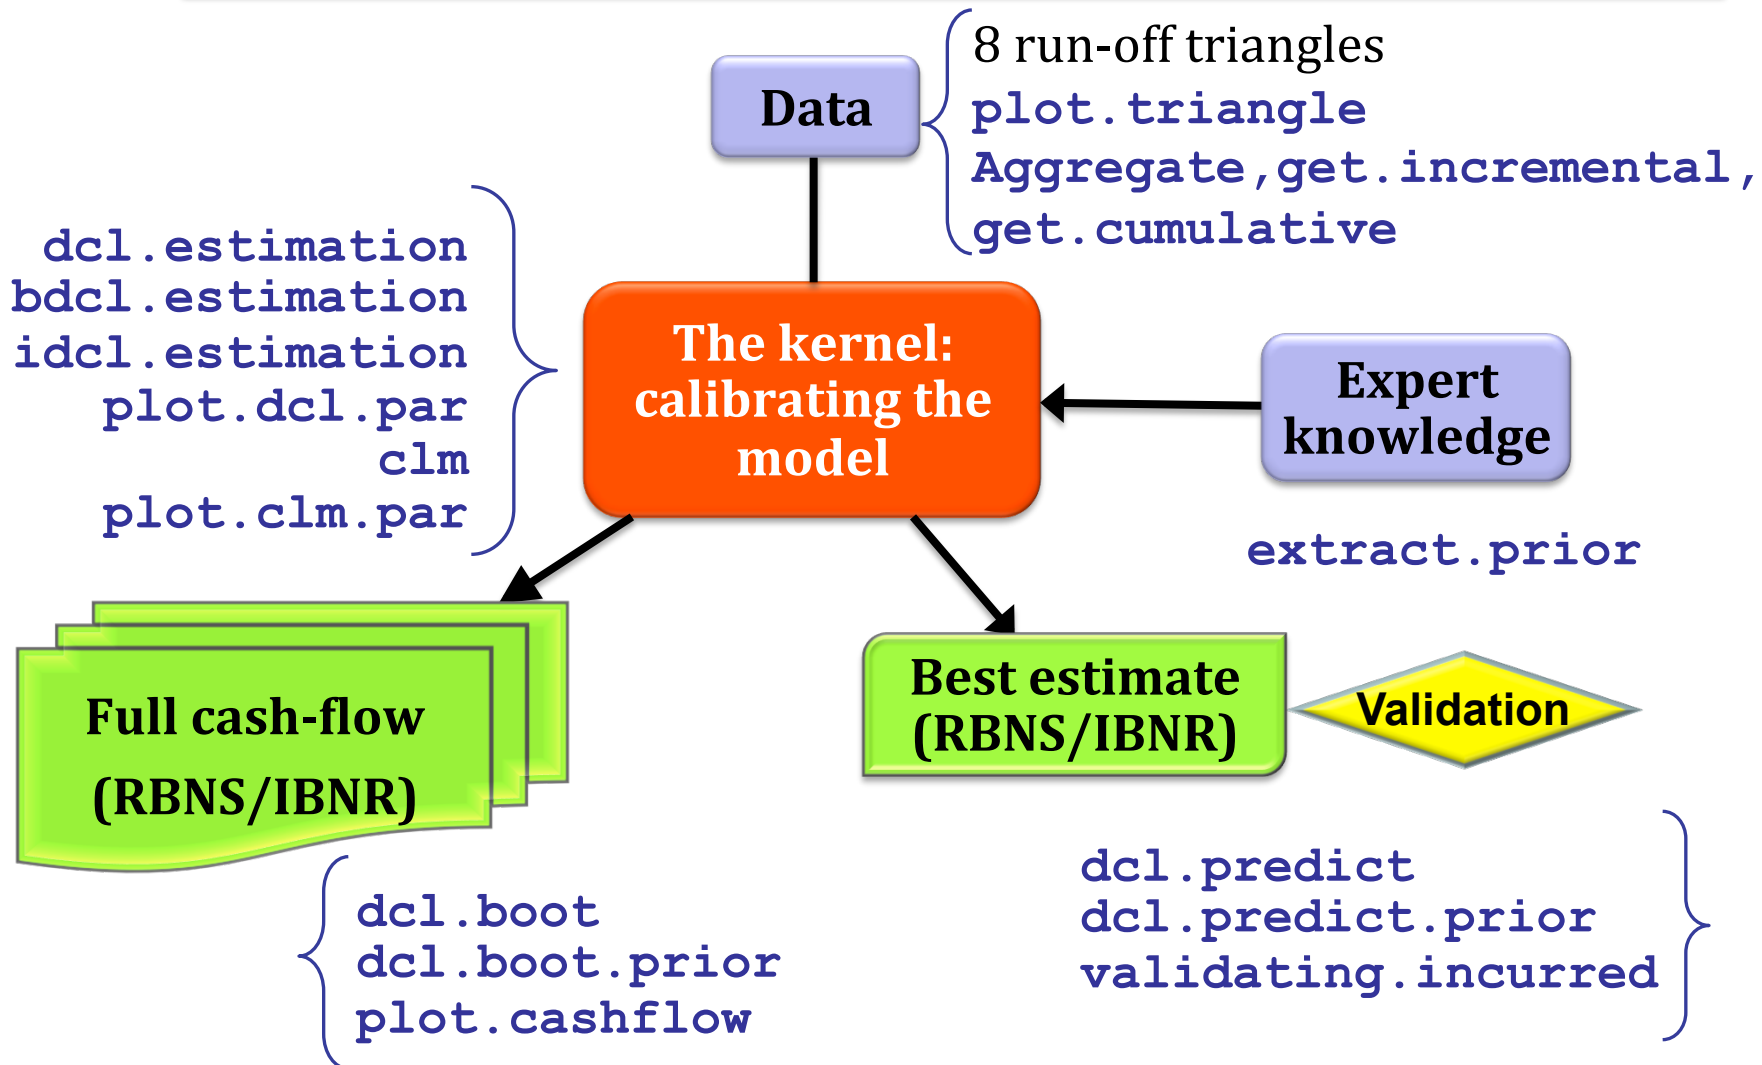 8 run-off triangles
Data
plot.triangle
Aggregate,get.incremental,
get.cumulative
dcl.estimation
bdcl.estimation
idcl.estimation
plot.dcl.par
clm
plot.clm.par
The kernel:
calibrating the
model
Expert
knowledge
extract.prior
Full cash-flow
(RBNS/IBNR)
Best estimate
(RBNS/IBNR)
Validation
dcl.boot
dcl.boot.prior
plot.cashflow
dcl.predict
dcl.predict.prior
validating.incurred